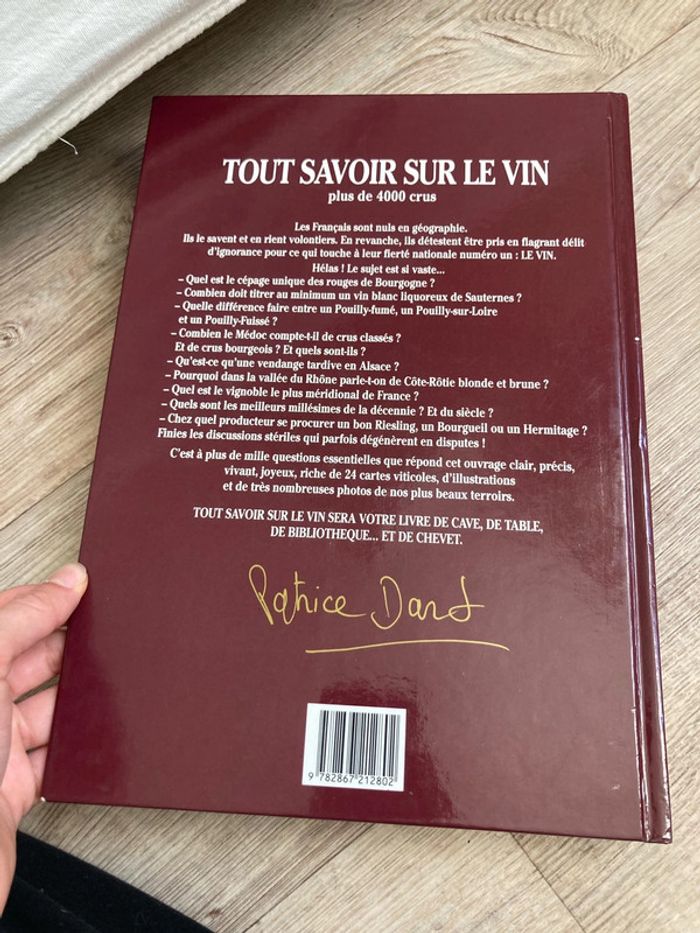 TOUT SAVOIR SUR LE VIN
plus de 4000 crus
Les Français sont nuls en géographie.
Ils le savent et en rient volontiers. En revanche, ils détestent être pris en flagrant délit
d'ignorance pour ce qui touche à leur fierté nationale numéro un : LE VIN.
Hélas ! Le sujet est si vaste...
– Quel est le cépage unique des rouges de Bourgogne ?
– Combien doit titrer au minimum un vin blanc liquoreux de Sauternes ?
– Quelle différence faire entre un Pouilly-fumé, un Pouilly-sur-Loire
et un Pouilly-Fuissé ?
– Combien le Médoc compte-t-il de crus classés ?
Et de crus bourgeois ? Et quels sont-ils ?
– Qu'est-ce qu'une vendange tardive en Alsace ?
– Pourquoi dans la vallée du Rhône parle-t-on de Côte-Rôtie blonde et brune ?
– Quel est le vignoble le plus méridional de France ?
– Quels sont les meilleurs millésimes de la décennie ? Et du siècle ?
– Chez quel producteur se procurer un bon Riesling, un Bourgueil ou un Hermitage ?
Finies les discussions stériles qui parfois dégénèrent en disputes !
C'est à plus de mille questions essentielles que répond cet ouvrage clair, précis,
vivant, joyeux, riche de 24 cartes viticoles, d'illustrations
et de très nombreuses photos de nos plus beaux terroirs.
TOUT SAVOIR SUR LE VIN SERA VOTRE LIVRE DE CAVE, DE TABLE,
DE BIBLIOTHEQUE... ET DE CHEVET.
Patrice Dard
9 782867 212802